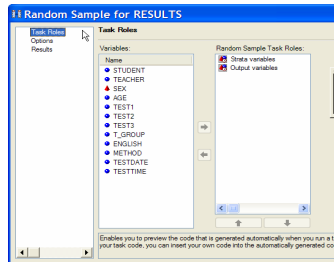 Random Sample for RESULTS
Task Roles
Options
Results
Task Roles
Variables:
Name
STUDENT
TEACHER
SEX
AGE
TEST1
TEST2
TEST3
T_GROUP
ENGLISH
METHOD
TESTDATE
TESTTIME
Random Sample Task Roles:
Strata variables
Output variables
Enables you to preview the code that is generated automatically when you run a t
your task code, you can insert your own code into the automatically generated co